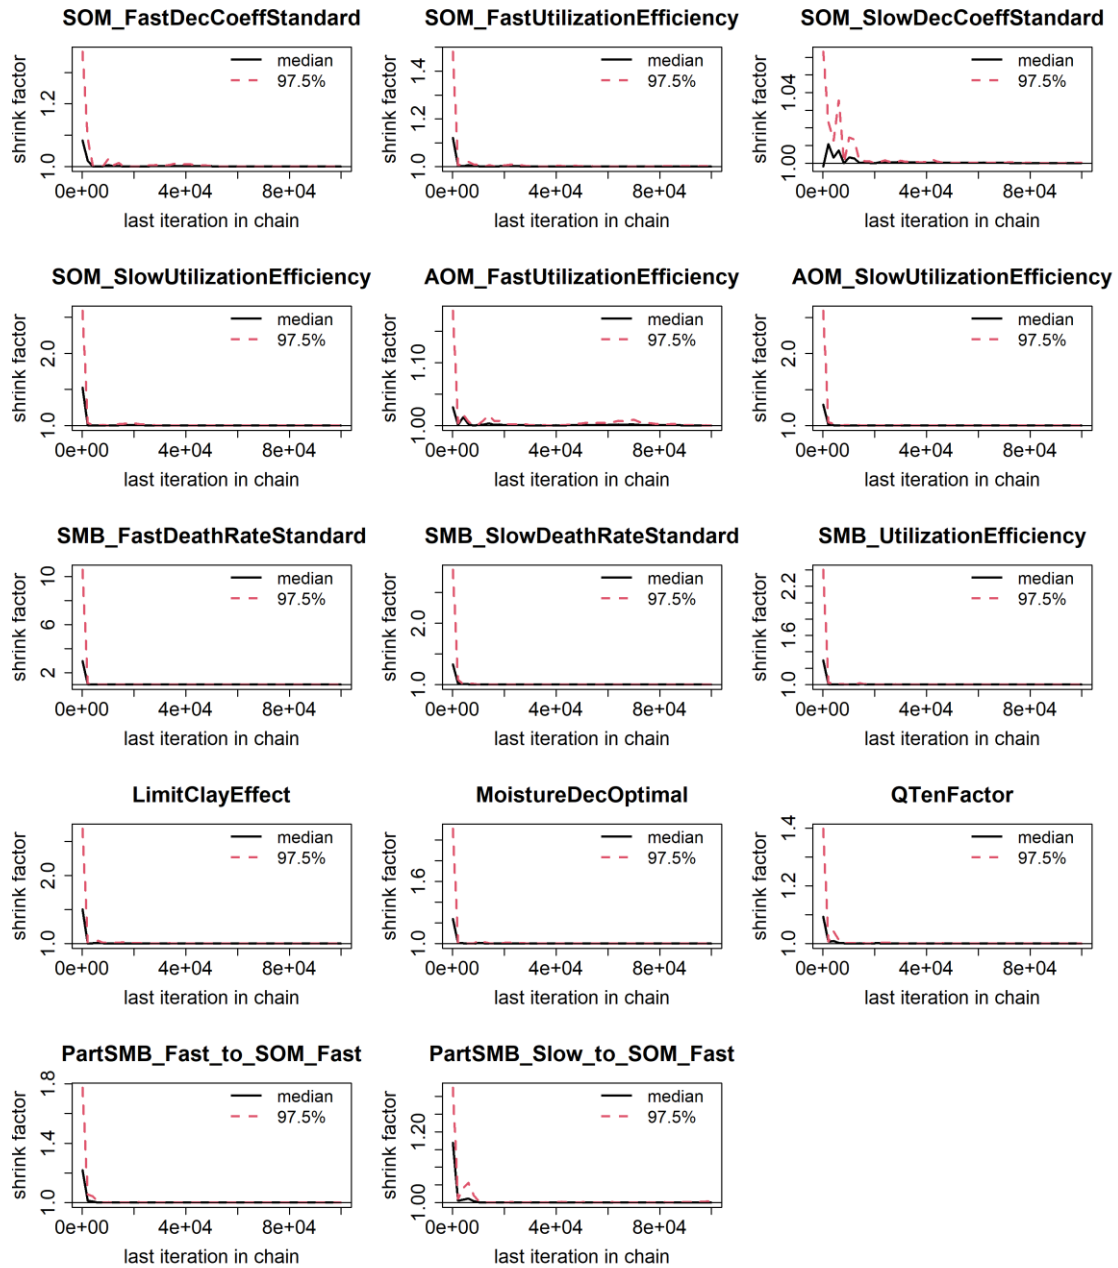 SOM_FastDecCoeffStandard
shrink factor
1.0 1.2
median
97.5%
0e+00 4e+04 8e+04
last iteration in chain
SOM_FastUtilizationEfficiency
shrink factor
1.0 1.2 1.4
median
97.5%
0e+00 4e+04 8e+04
last iteration in chain
SOM_SlowDecCoeffStandard
shrink factor
1.00 1.04
median
97.5%
0e+00 4e+04 8e+04
last iteration in chain
SOM_SlowUtilizationEfficiency
shrink factor
1.0 2.0
median
97.5%
0e+00 4e+04 8e+04
last iteration in chain
AOM_FastUtilizationEfficiency
shrink factor
1.00 1.10
median
97.5%
0e+00 4e+04 8e+04
last iteration in chain
AOM_SlowUtilizationEfficiency
shrink factor
1.0 2.0
median
97.5%
0e+00 4e+04 8e+04
last iteration in chain
SMB_FastDeathRateStandard
shrink factor
2 6 10
median
97.5%
0e+00 4e+04 8e+04
last iteration in chain
SMB_SlowDeathRateStandard
shrink factor
1.0 2.0
median
97.5%
0e+00 4e+04 8e+04
last iteration in chain
SMB_UtilizationEfficiency
shrink factor
1.0 1.6 2.2
median
97.5%
0e+00 4e+04 8e+04
last iteration in chain
LimitClayEffect
shrink factor
1.0 2.0
median
97.5%
0e+00 4e+04 8e+04
last iteration in chain
MoistureDecOptimal
shrink factor
1.0 1.6
median
97.5%
0e+00 4e+04 8e+04
last iteration in chain
QTenFactor
shrink factor
1.0 1.2 1.4
median
97.5%
0e+00 4e+04 8e+04
last iteration in chain
PartSMB_Fast_to_SOM_Fast
shrink factor
1.0 1.4 1.8
median
97.5%
0e+00 4e+04 8e+04
last iteration in chain
PartSMB_Slow_to_SOM_Fast
shrink factor
1.00 1.20
median
97.5%
0e+00 4e+04 8e+04
last iteration in chain